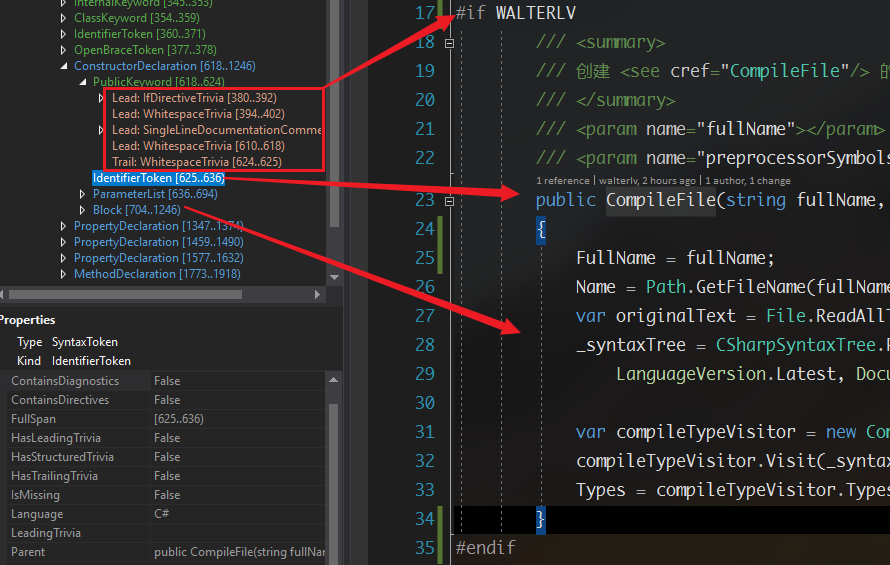 InternalKeyword [345..353)
ClassKeyword [354..359)
IdentifierToken [360..371)
OpenBraceToken [377..378)
ConstructorDeclaration [618..1246)
PublicKeyword [618..624)
Lead: IfDirectiveTrivia [380..392)
Lead: WhitespaceTrivia [394..402)
Lead: SingleLineDocumentationComme
Lead: WhitespaceTrivia [610..618)
Trail: WhitespaceTrivia [624..625)
IdentifierToken [625..636)
ParameterList [636..694)
Block [704..1246)
PropertyDeclaration [1347..1374)
PropertyDeclaration [1459..1490)
PropertyDeclaration [1577..1632)
MethodDeclaration [1773..1918)
Properties
Type SyntaxToken
Kind IdentifierToken
ContainsDiagnostics False
ContainsDirectives False
FullSpan [625..636)
HasLeadingTrivia False
HasStructuredTrivia False
HasTrailingTrivia False
IsMissing False
Language C#
LeadingTrivia
Parent public CompileFile(string fullNar
17 #if WALTERLV
18 /// <summary>
19 /// 创建 <see cref="CompileFile"/> 的
20 /// </summary>
21 /// <param name="fullName"></param>
22 /// <param name="preprocessorSymbols
1 reference | walterlv, 2 hours ago | 1 author, 1 change
23 public CompileFile(string fullName,
24 {
25 FullName = fullName;
26 Name = Path.GetFileName(fullName
27 var originalText = File.ReadAllT
28 _syntaxTree = CSharpSyntaxTree.P
29 LanguageVersion.Latest, Docu
30
31 var compileTypeVisitor = new Com
32 compileTypeVisitor.Visit(_syntax
33 Types = compileTypeVisitor.Types
34 }
35 #endif